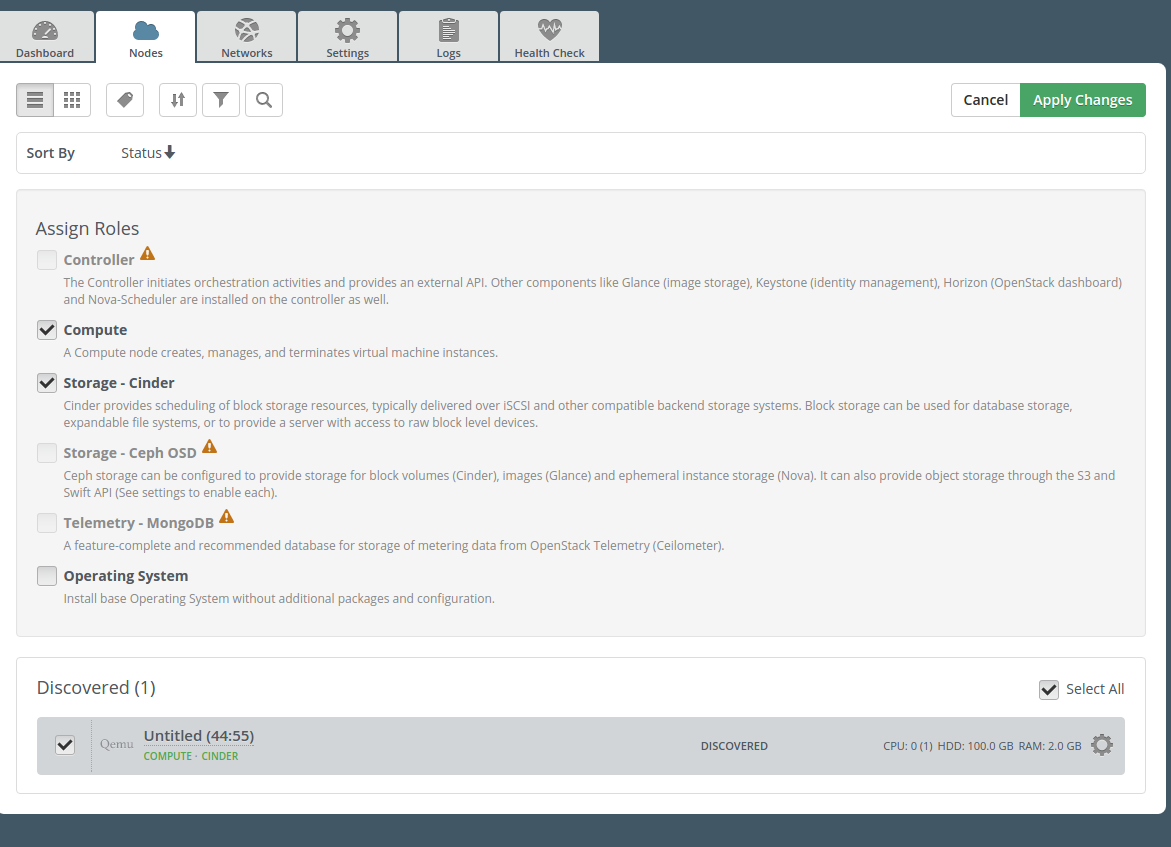 Dashboard
Nodes
Networks
Settings
Logs
Health Check
Cancel
Apply Changes
Sort By
Status
Assign Roles
Controller
The Controller initiates orchestration activities and provides an external API. Other components like Glance (image storage), Keystone (identity management), Horizon (OpenStack dashboard)
and Nova-Scheduler are installed on the controller as well.
Compute
A Compute node creates, manages, and terminates virtual machine instances.
Storage - Cinder
Cinder provides scheduling of block storage resources, typically delivered over iSCSI and other compatible backend storage systems. Block storage can be used for database storage,
expandable file systems, or to provide a server with access to raw block level devices.
Storage - Ceph OSD
Ceph storage can be configured to provide storage for block volumes (Cinder), images (Glance) and ephemeral instance storage (Nova). It can also provide object storage through the S3 and
Swift API (See settings to enable each).
Telemetry - MongoDB
A feature-complete and recommended database for storage of metering data from OpenStack Telemetry (Ceilometer).
Operating System
Install base Operating System without additional packages and configuration.
Discovered (1)
Select All
Qemu
Untitled (44:55)
COMPUTE · CINDER
DISCOVERED
CPU: 0 (1) HDD: 100.0 GB RAM: 2.0 GB